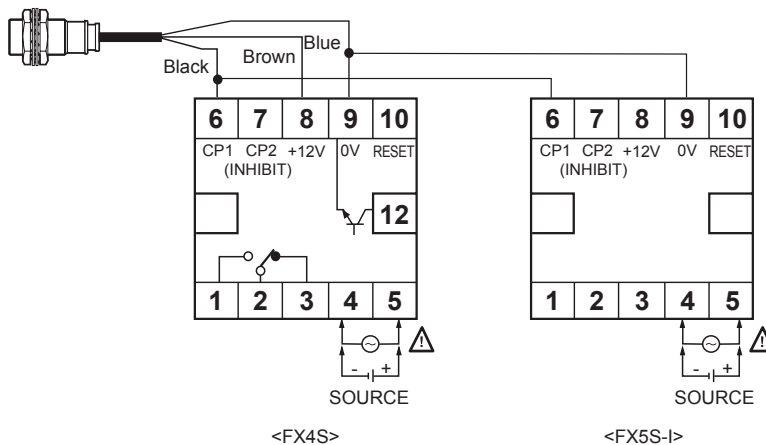 Black Brown Blue
6 7 8 9 10
CP1 CP2 +12V 0V RESET
(INHIBIT)
12
1 2 3 4 5
- +
SOURCE
<FX4S>
6 7 8 9 10
CP1 CP2 +12V 0V RESET
(INHIBIT)
1 2 3 4 5
- +
SOURCE
<FX5S-I>